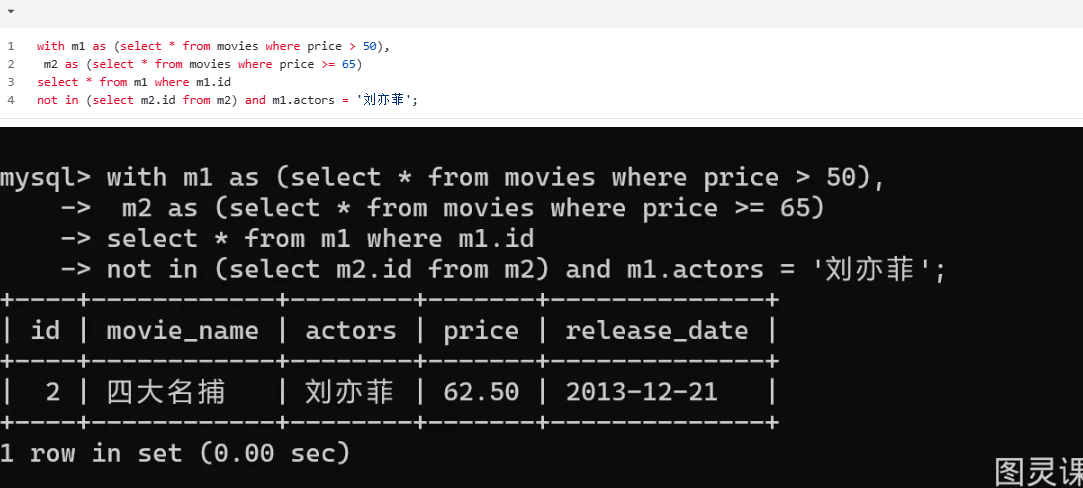 1 with m1 as (select * from movies where price > 50),
2 m2 as (select * from movies where price >= 65)
3 select * from m1 where m1.id
4 not in (select m2.id from m2) and m1.actors = '刘亦菲';
mysql> with m1 as (select * from movies where price > 50),
-> m2 as (select * from movies where price >= 65)
-> select * from m1 where m1.id
-> not in (select m2.id from m2) and m1.actors = '刘亦菲';
+----+------------+--------+-------+--------------+
| id | movie_name | actors | price | release_date |
+----+------------+--------+-------+--------------+
| 2 | 四大名捕 | 刘亦菲 | 62.50 | 2013-12-21 |
+----+------------+--------+-------+--------------+
1 row in set (0.00 sec)
图灵课